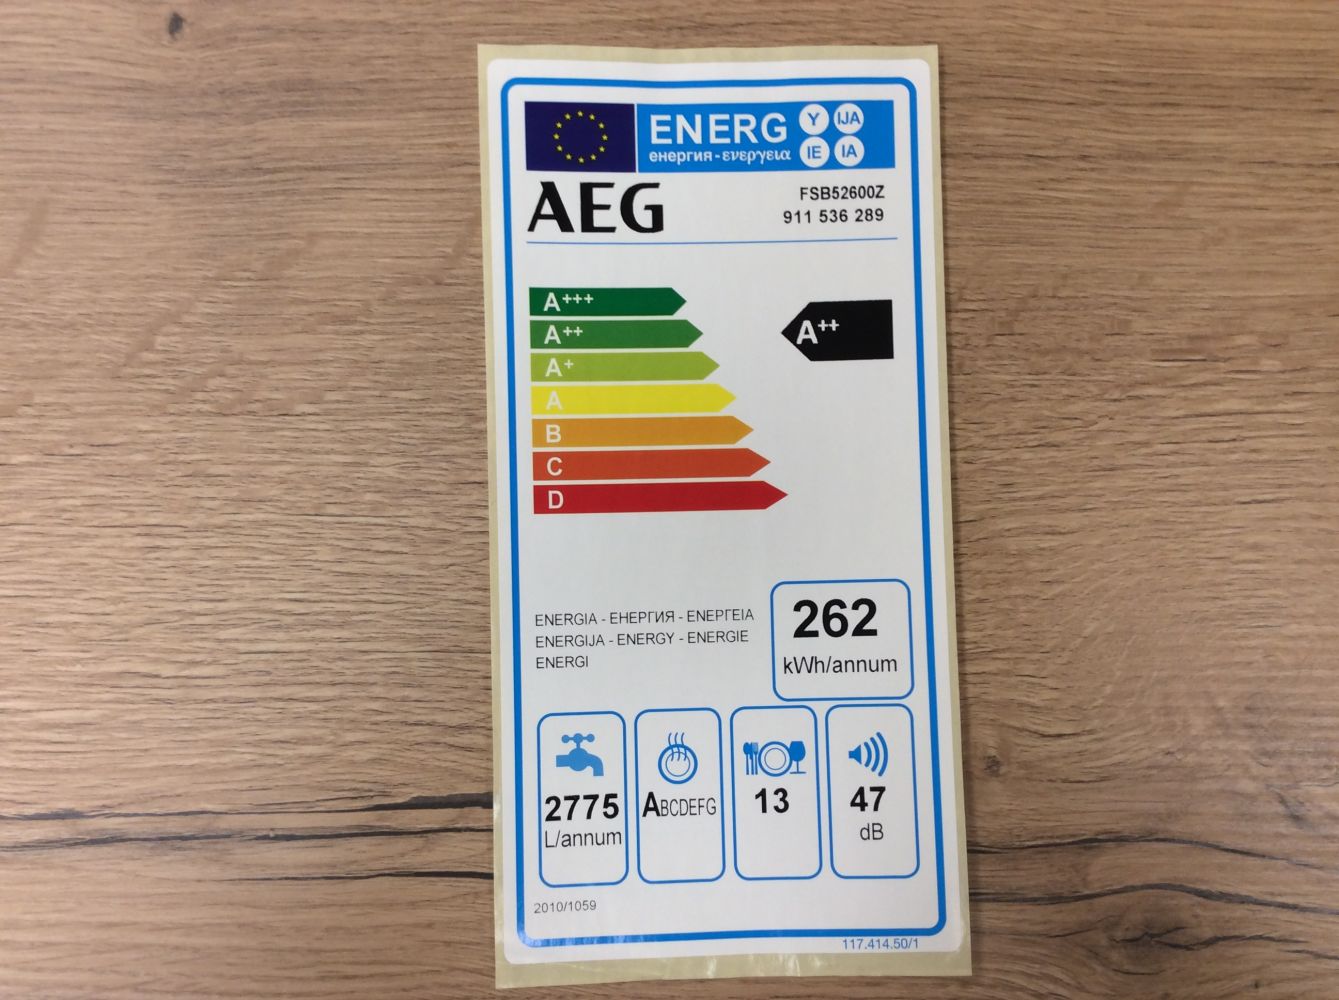 ENERG Y IJA
енергия - ενεργεια IE IA
AEG
FSB52600Z
911 536 289
A+++
A++
A++
A+
A
B
C
D
ENERGIA - ЕНЕРГИЯ - ΕΝΕΡΓΕΙΑ
ENERGIJA - ENERGY - ENERGIE
ENERGI
262
kWh/annum
2775
L/annum
ABCDEFG
13
47
dB
2010/1059
117.414.50/1